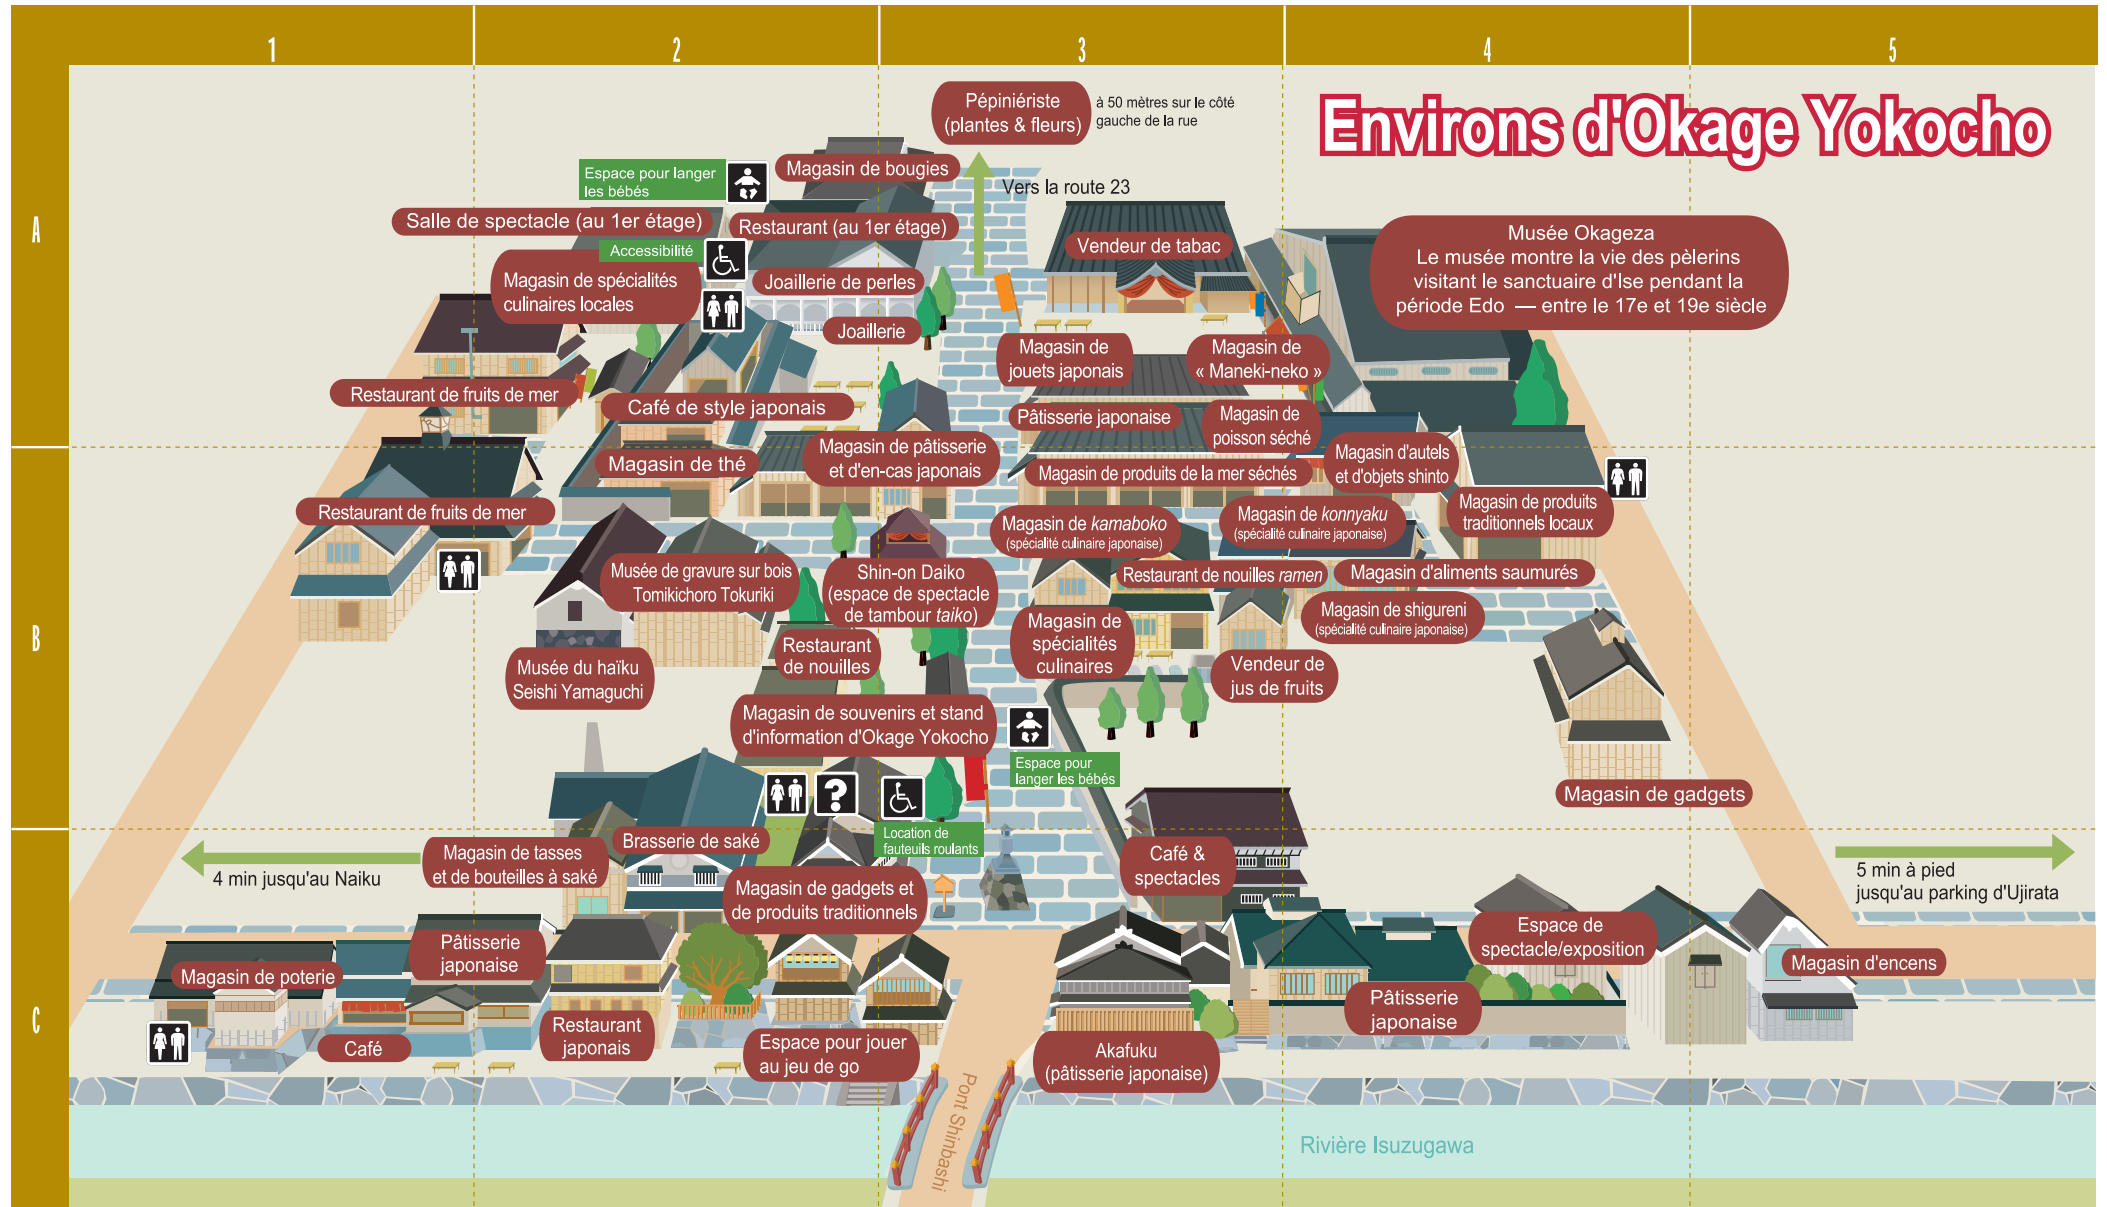 1
2
3
4
5
A
B
C
Environs d'Okage Yokocho
Pépiniériste
(plantes & fleurs)
à 50 mètres sur le côté
gauche de la rue
Vers la route 23
Espace pour langer
les bébés
Magasin de bougies
Salle de spectacle (au 1er étage)
Restaurant (au 1er étage)
Accessibilité
Magasin de spécialités
culinaires locales
Joaillerie de perles
Joaillerie
Vendeur de tabac
Musée Okageza
Le musée montre la vie des pèlerins
visitant le sanctuaire d'Ise pendant la
période Edo — entre le 17e et 19e siècle
Magasin de
jouets japonais
Magasin de
« Maneki-neko »
Restaurant de fruits de mer
Café de style japonais
Pâtisserie japonaise
Magasin de
poisson séché
Magasin de thé
Magasin de pâtisserie
et d'en-cas japonais
Magasin de produits de la mer séchés
Magasin d'autels
et d'objets shinto
Magasin de produits
traditionnels locaux
Restaurant de fruits de mer
Magasin de kamaboko
(spécialité culinaire japonaise)
Magasin de konnyaku
(spécialité culinaire japonaise)
Musée de gravure sur bois
Tomikichoro Tokuriki
Shin-on Daiko
(espace de spectacle
de tambour taiko)
Restaurant de nouilles ramen
Magasin d'aliments saumurés
Magasin de shigureni
(spécialité culinaire japonaise)
Magasin de
spécialités
culinaires
Restaurant
de nouilles
Musée du haïku
Seishi Yamaguchi
Vendeur de
jus de fruits
Magasin de souvenirs et stand
d'information d'Okage Yokocho
Espace pour
langer les bébés
?
Magasin de gadgets
Location de
fauteuils roulants
Brasserie de saké
Magasin de tasses
et de bouteilles à saké
4 min jusqu'au Naiku
Café &
spectacles
5 min à pied
jusqu'au parking d'Ujirata
Magasin de gadgets et
de produits traditionnels
Pâtisserie
japonaise
Espace de
spectacle/exposition
Magasin de poterie
Magasin d'encens
Pâtisserie
japonaise
Restaurant
japonais
Café
Espace pour jouer
au jeu de go
Akafuku
(pâtisserie japonaise)
Pont Shinbashi
Rivière Isuzugawa